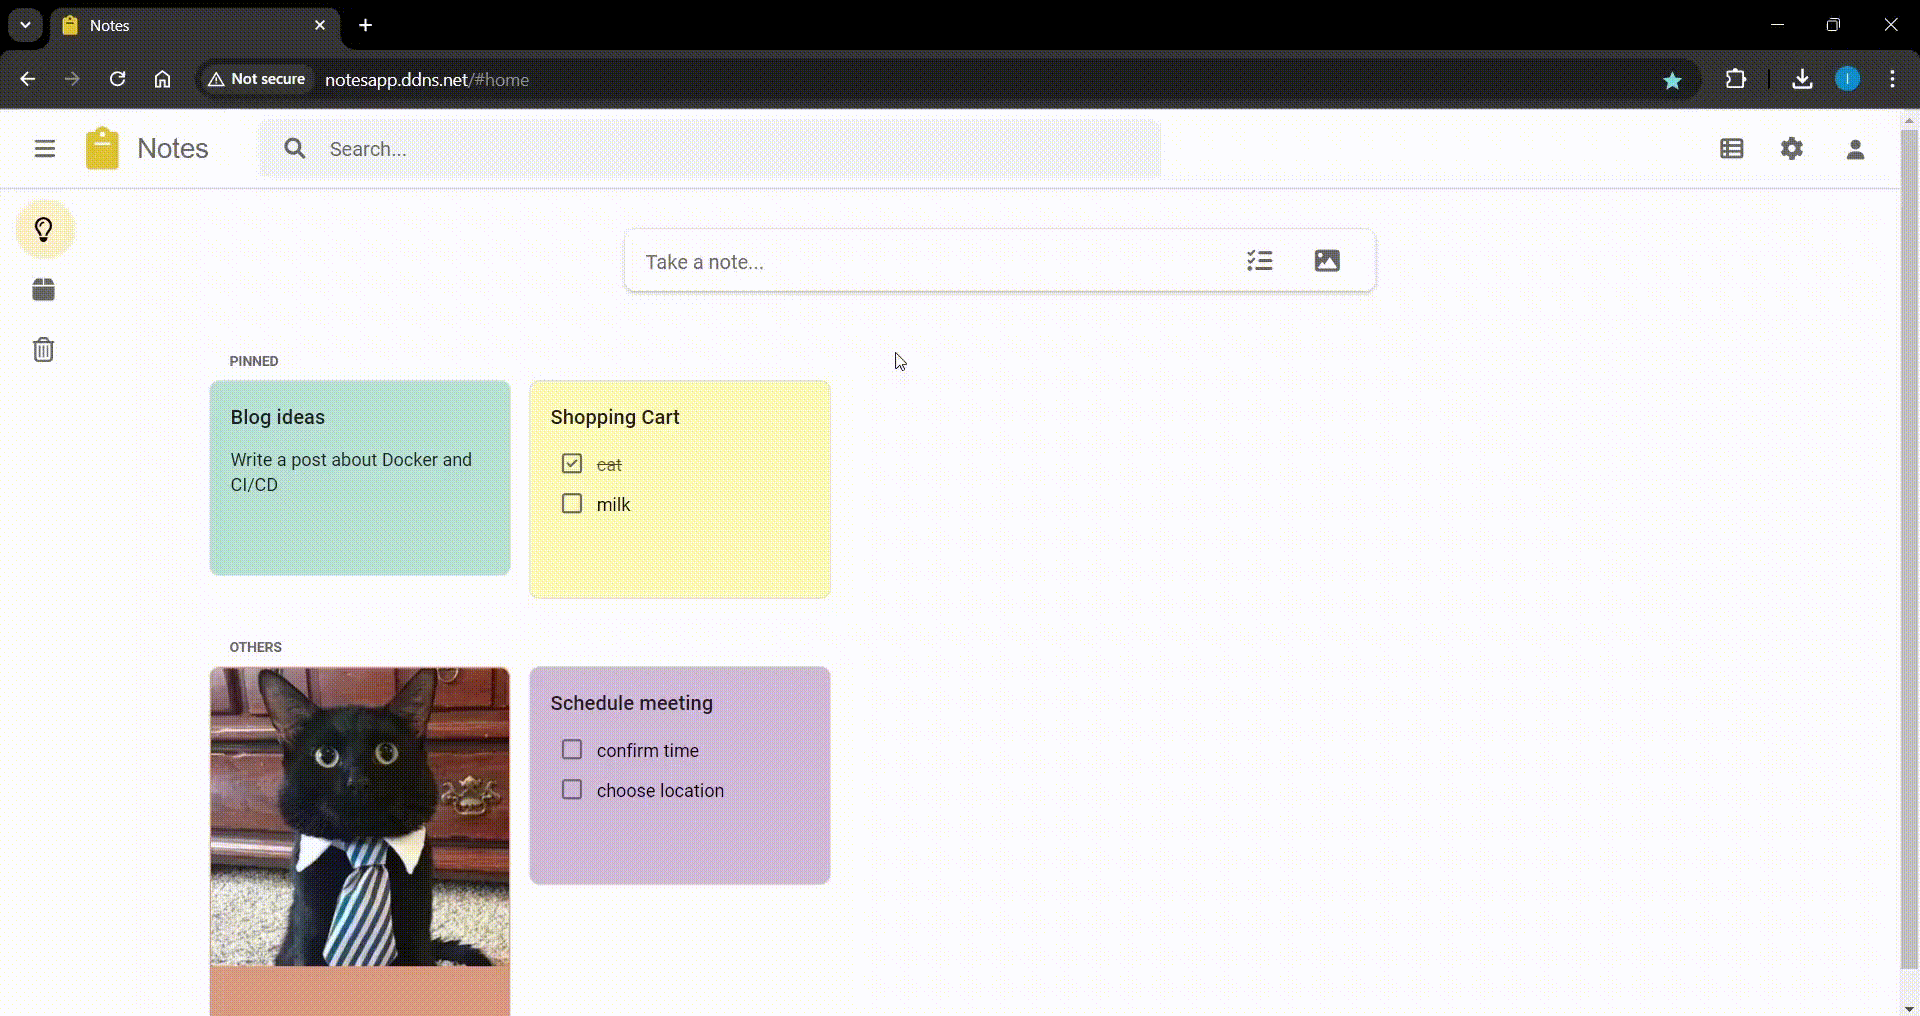 Notes
Not secure
notesapp.ddns.net/#home
I
Notes
Search...
Take a note...
PINNED
Blog ideas
Write a post about Docker and
CI/CD
Shopping Cart
cat
milk
OTHERS
Schedule meeting
confirm time
choose location